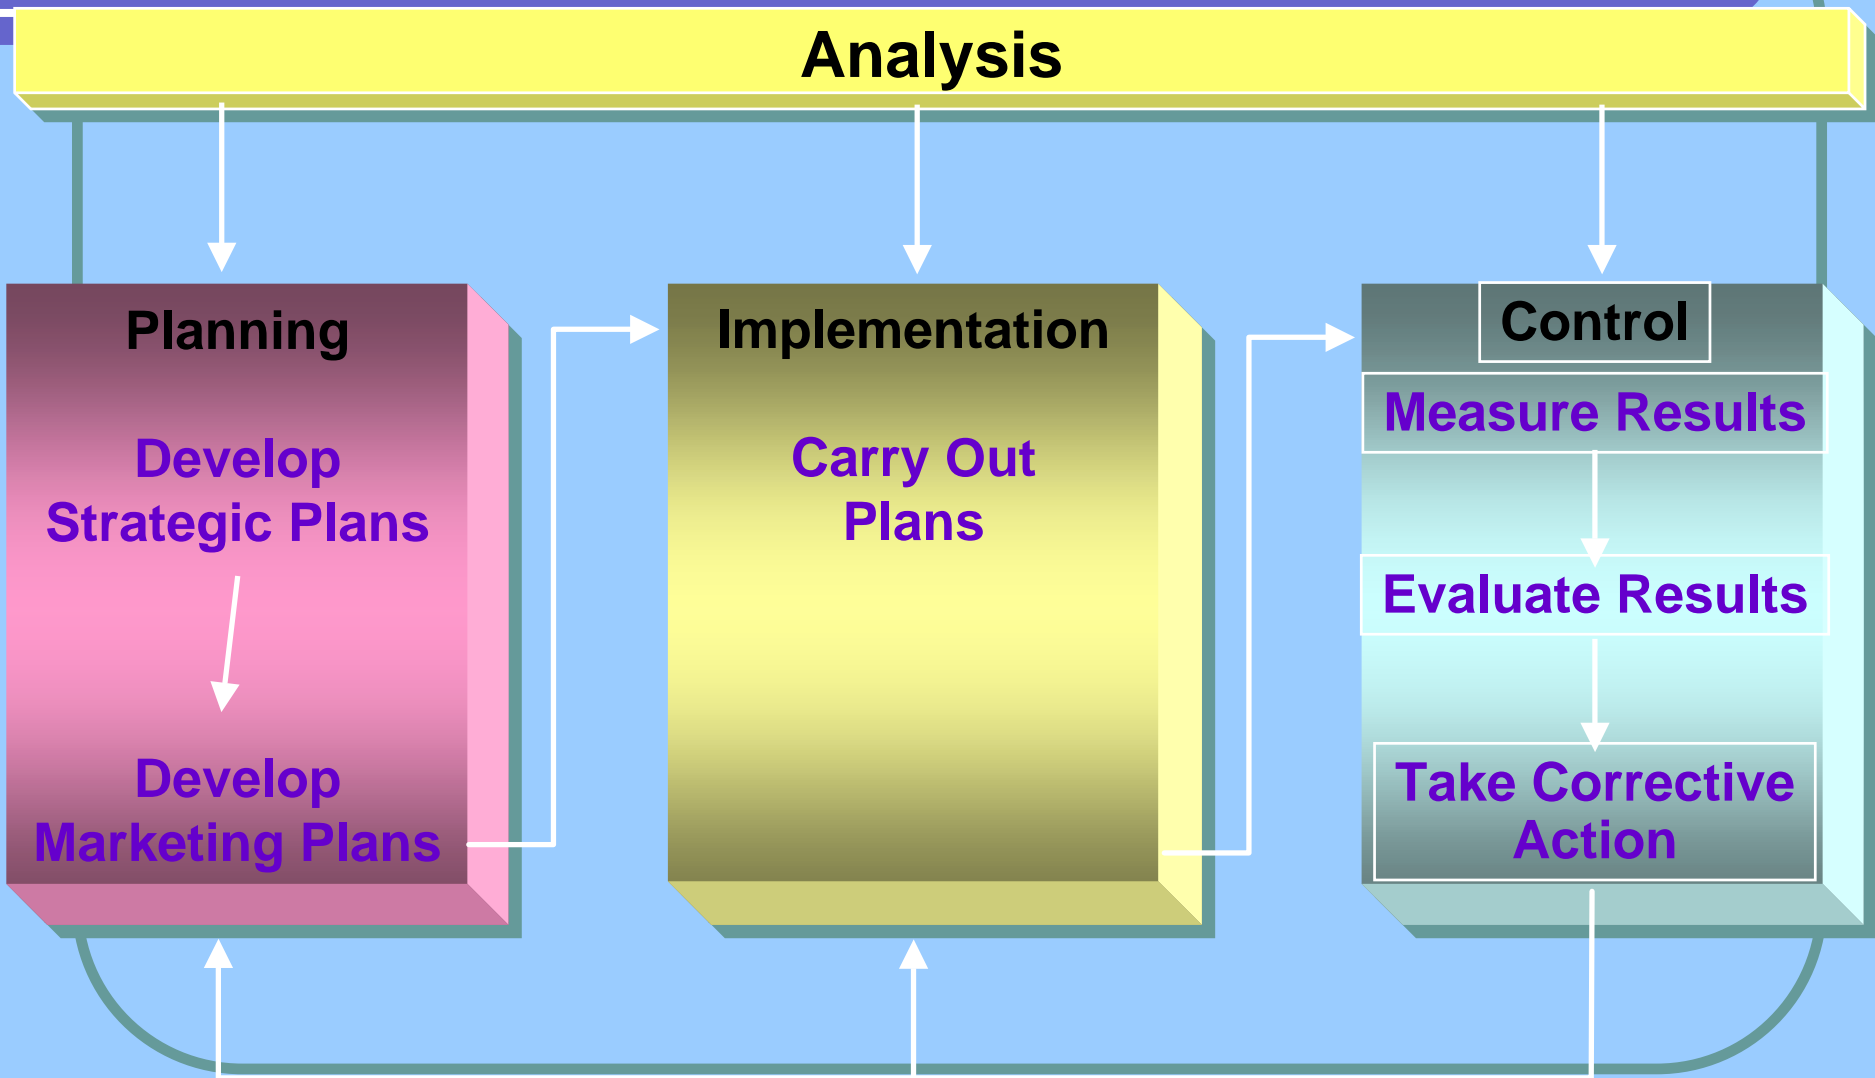 Analysis
Planning
Develop
Strategic Plans
Develop
Marketing Plans
Implementation
Carry Out
Plans
Control
Measure Results
Evaluate Results
Take Corrective
Action